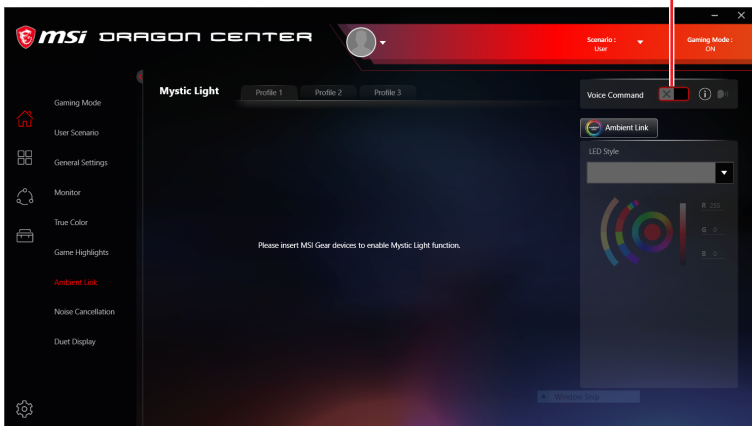 msi DRAGON CENTER
Scenario :
User
Gaming Mode :
ON
Gaming Mode
User Scenario
General Settings
Monitor
True Color
Game Highlights
Ambient Link
Noise Cancellation
Duet Display
Mystic Light
Profile 1
Profile 2
Profile 3
Please insert MSI Gear devices to enable Mystic Light function.
Voice Command
Ambient Link
LED Style
R 255
G 0
B 0
Window Snip